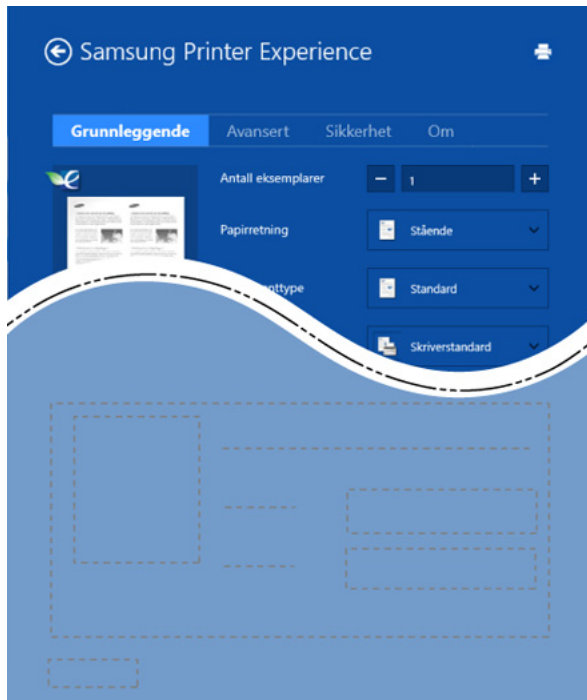 Samsung Printer Experience
Grunnleggende Avansert Sikkerhet Om
Antall eksemplarer 1
Papirretning Stående
Standard
Skriverstandard